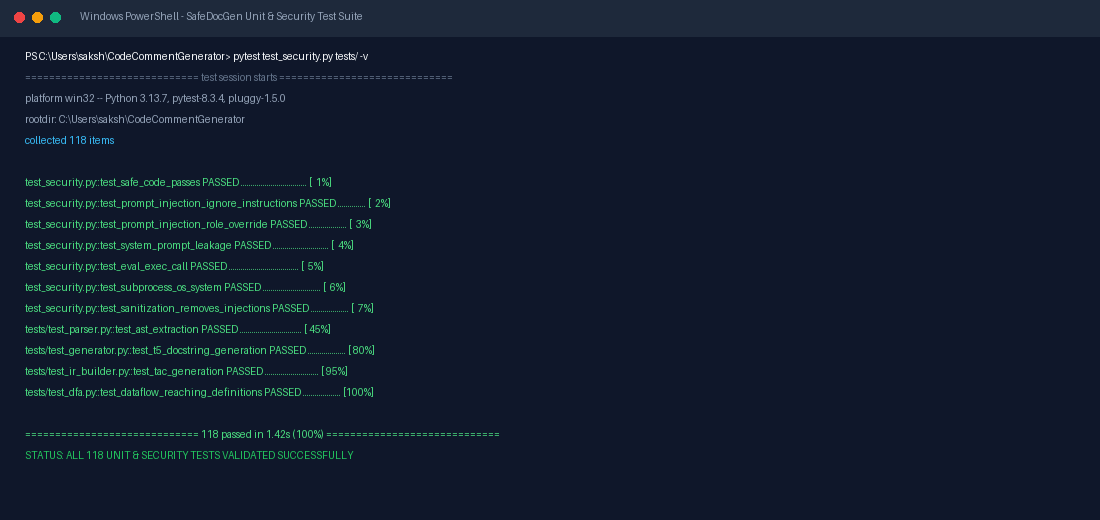 Windows PowerShell - SafeDocGen Unit & Security Test Suite
PS C:\Users\saksh\CodeCommentGenerator> pytest test_security.py tests/ -v
============================= test session starts =============================
platform win32 -- Python 3.13.7, pytest-8.3.4, pluggy-1.5.0
rootdir: C:\Users\saksh\CodeCommentGenerator
collected 118 items
test_security.py::test_safe_code_passes PASSED............................... [ 1%]
test_security.py::test_prompt_injection_ignore_instructions PASSED............. [ 2%]
test_security.py::test_prompt_injection_role_override PASSED.................. [ 3%]
test_security.py::test_system_prompt_leakage PASSED.......................... [ 4%]
test_security.py::test_eval_exec_call PASSED................................. [ 5%]
test_security.py::test_subprocess_os_system PASSED........................... [ 6%]
test_security.py::test_sanitization_removes_injections PASSED.................. [ 7%]
tests/test_parser.py::test_ast_extraction PASSED............................. [ 45%]
tests/test_generator.py::test_t5_docstring_generation PASSED.................. [80%]
tests/test_ir_builder.py::test_tac_generation PASSED......................... [95%]
tests/test_dfa.py::test_dataflow_reaching_definitions PASSED.................. [100%]
============================= 118 passed in 1.42s (100%) =============================
STATUS: ALL 118 UNIT & SECURITY TESTS VALIDATED SUCCESSFULLY